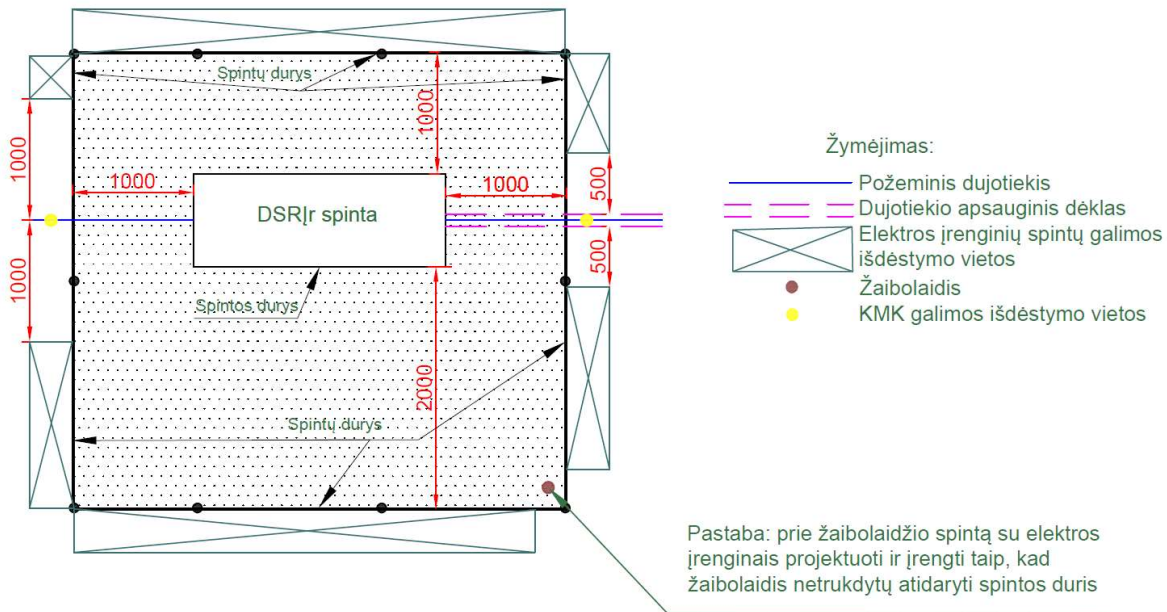 Spintų durys
1000
1000
1000
1000
500
DSRĮr spinta
1000
500
Spintos durys
2000
Spintų durys
Žymėjimas:
Požeminis dujotiekis
Dujotiekio apsauginis dėklas
Elektros įrenginių spintų galimos
išdėstymo vietos
Žaibolaidis
KMK galimos išdėstymo vietos
Pastaba: prie žaibolaidžio spintą su elektros
įrenginais projektuoti ir įrengti taip, kad
žaibolaidis netrukdytų atidaryti spintos duris